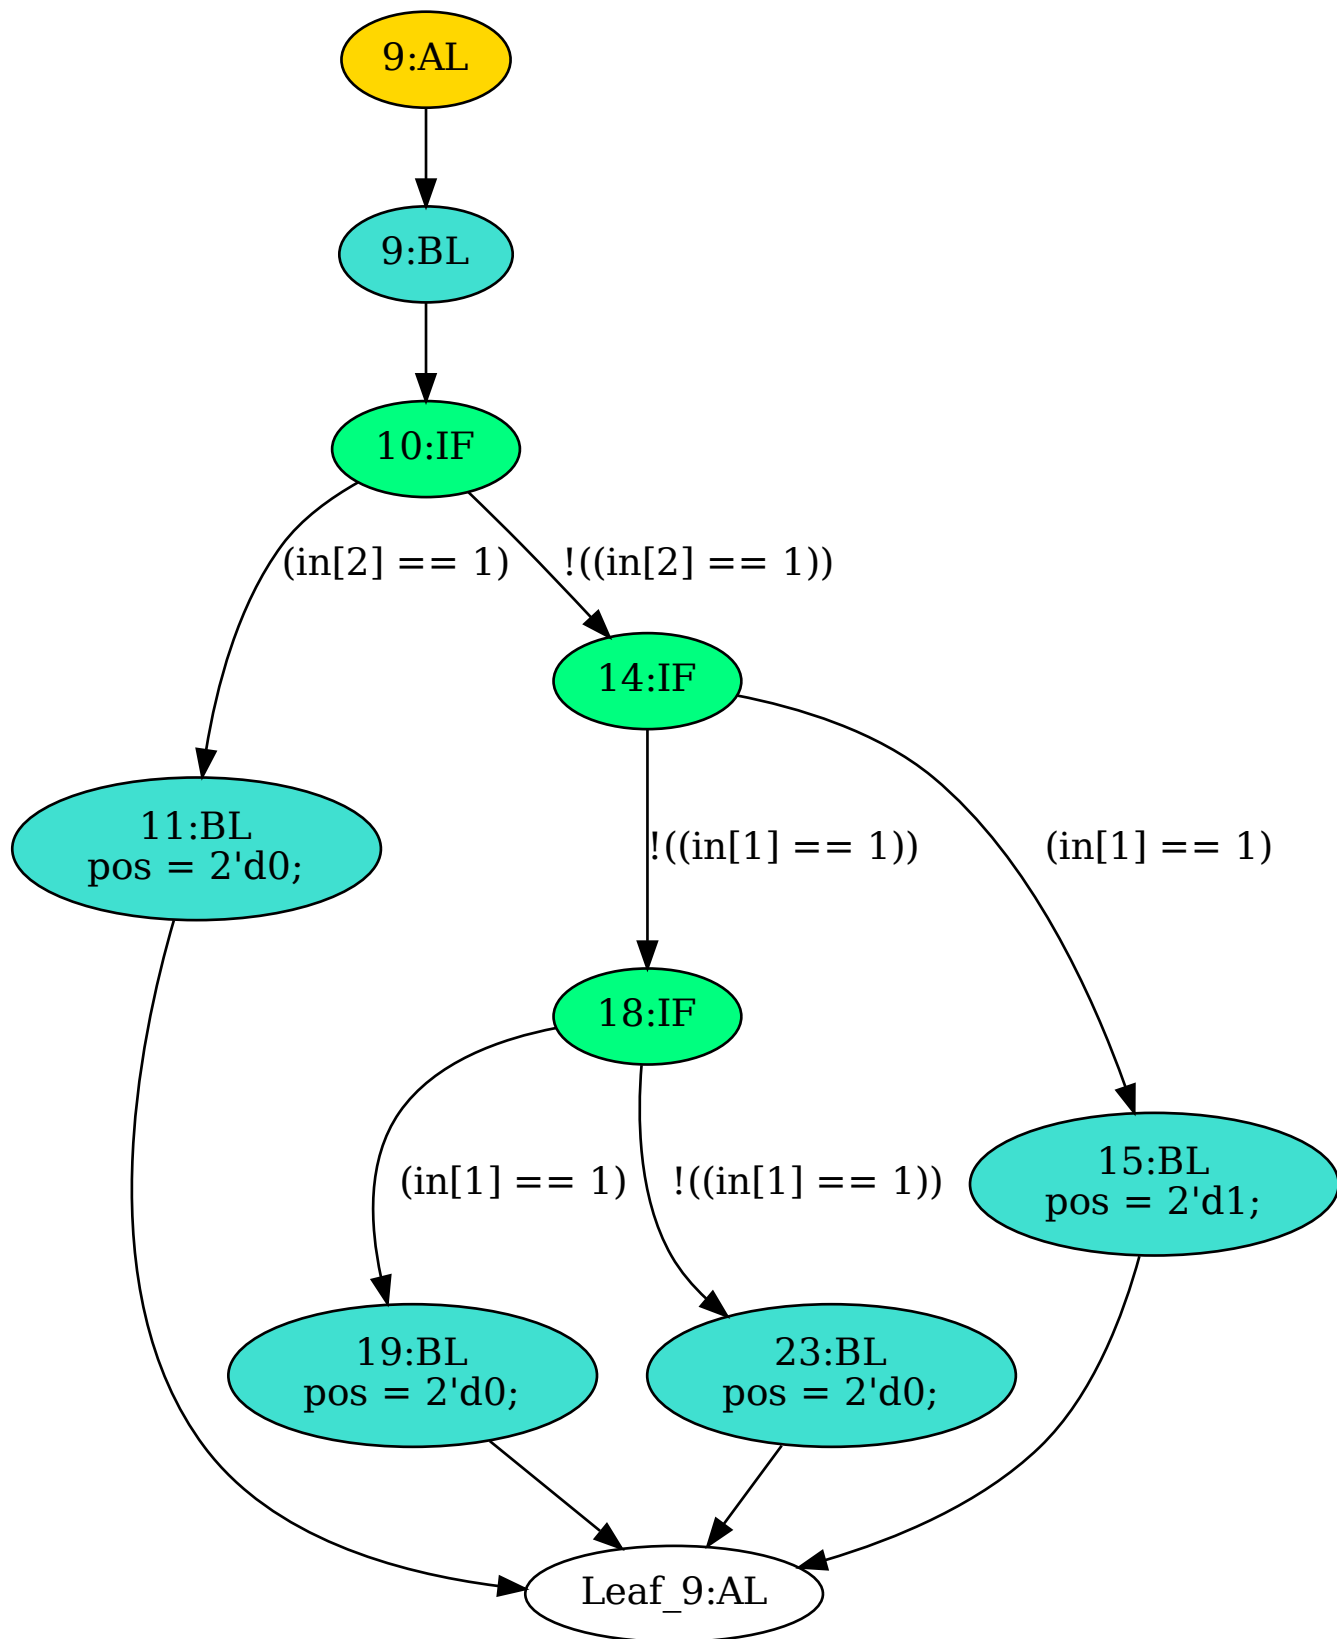 9:AL
9:BL
10:IF
(in[2] == 1)
!((in[2] == 1))
14:IF
11:BL
pos = 2'd0;
!((in[1] == 1))
(in[1] == 1)
18:IF
(in[1] == 1)
!((in[1] == 1))
15:BL
pos = 2'd1;
19:BL
pos = 2'd0;
23:BL
pos = 2'd0;
Leaf_9:AL